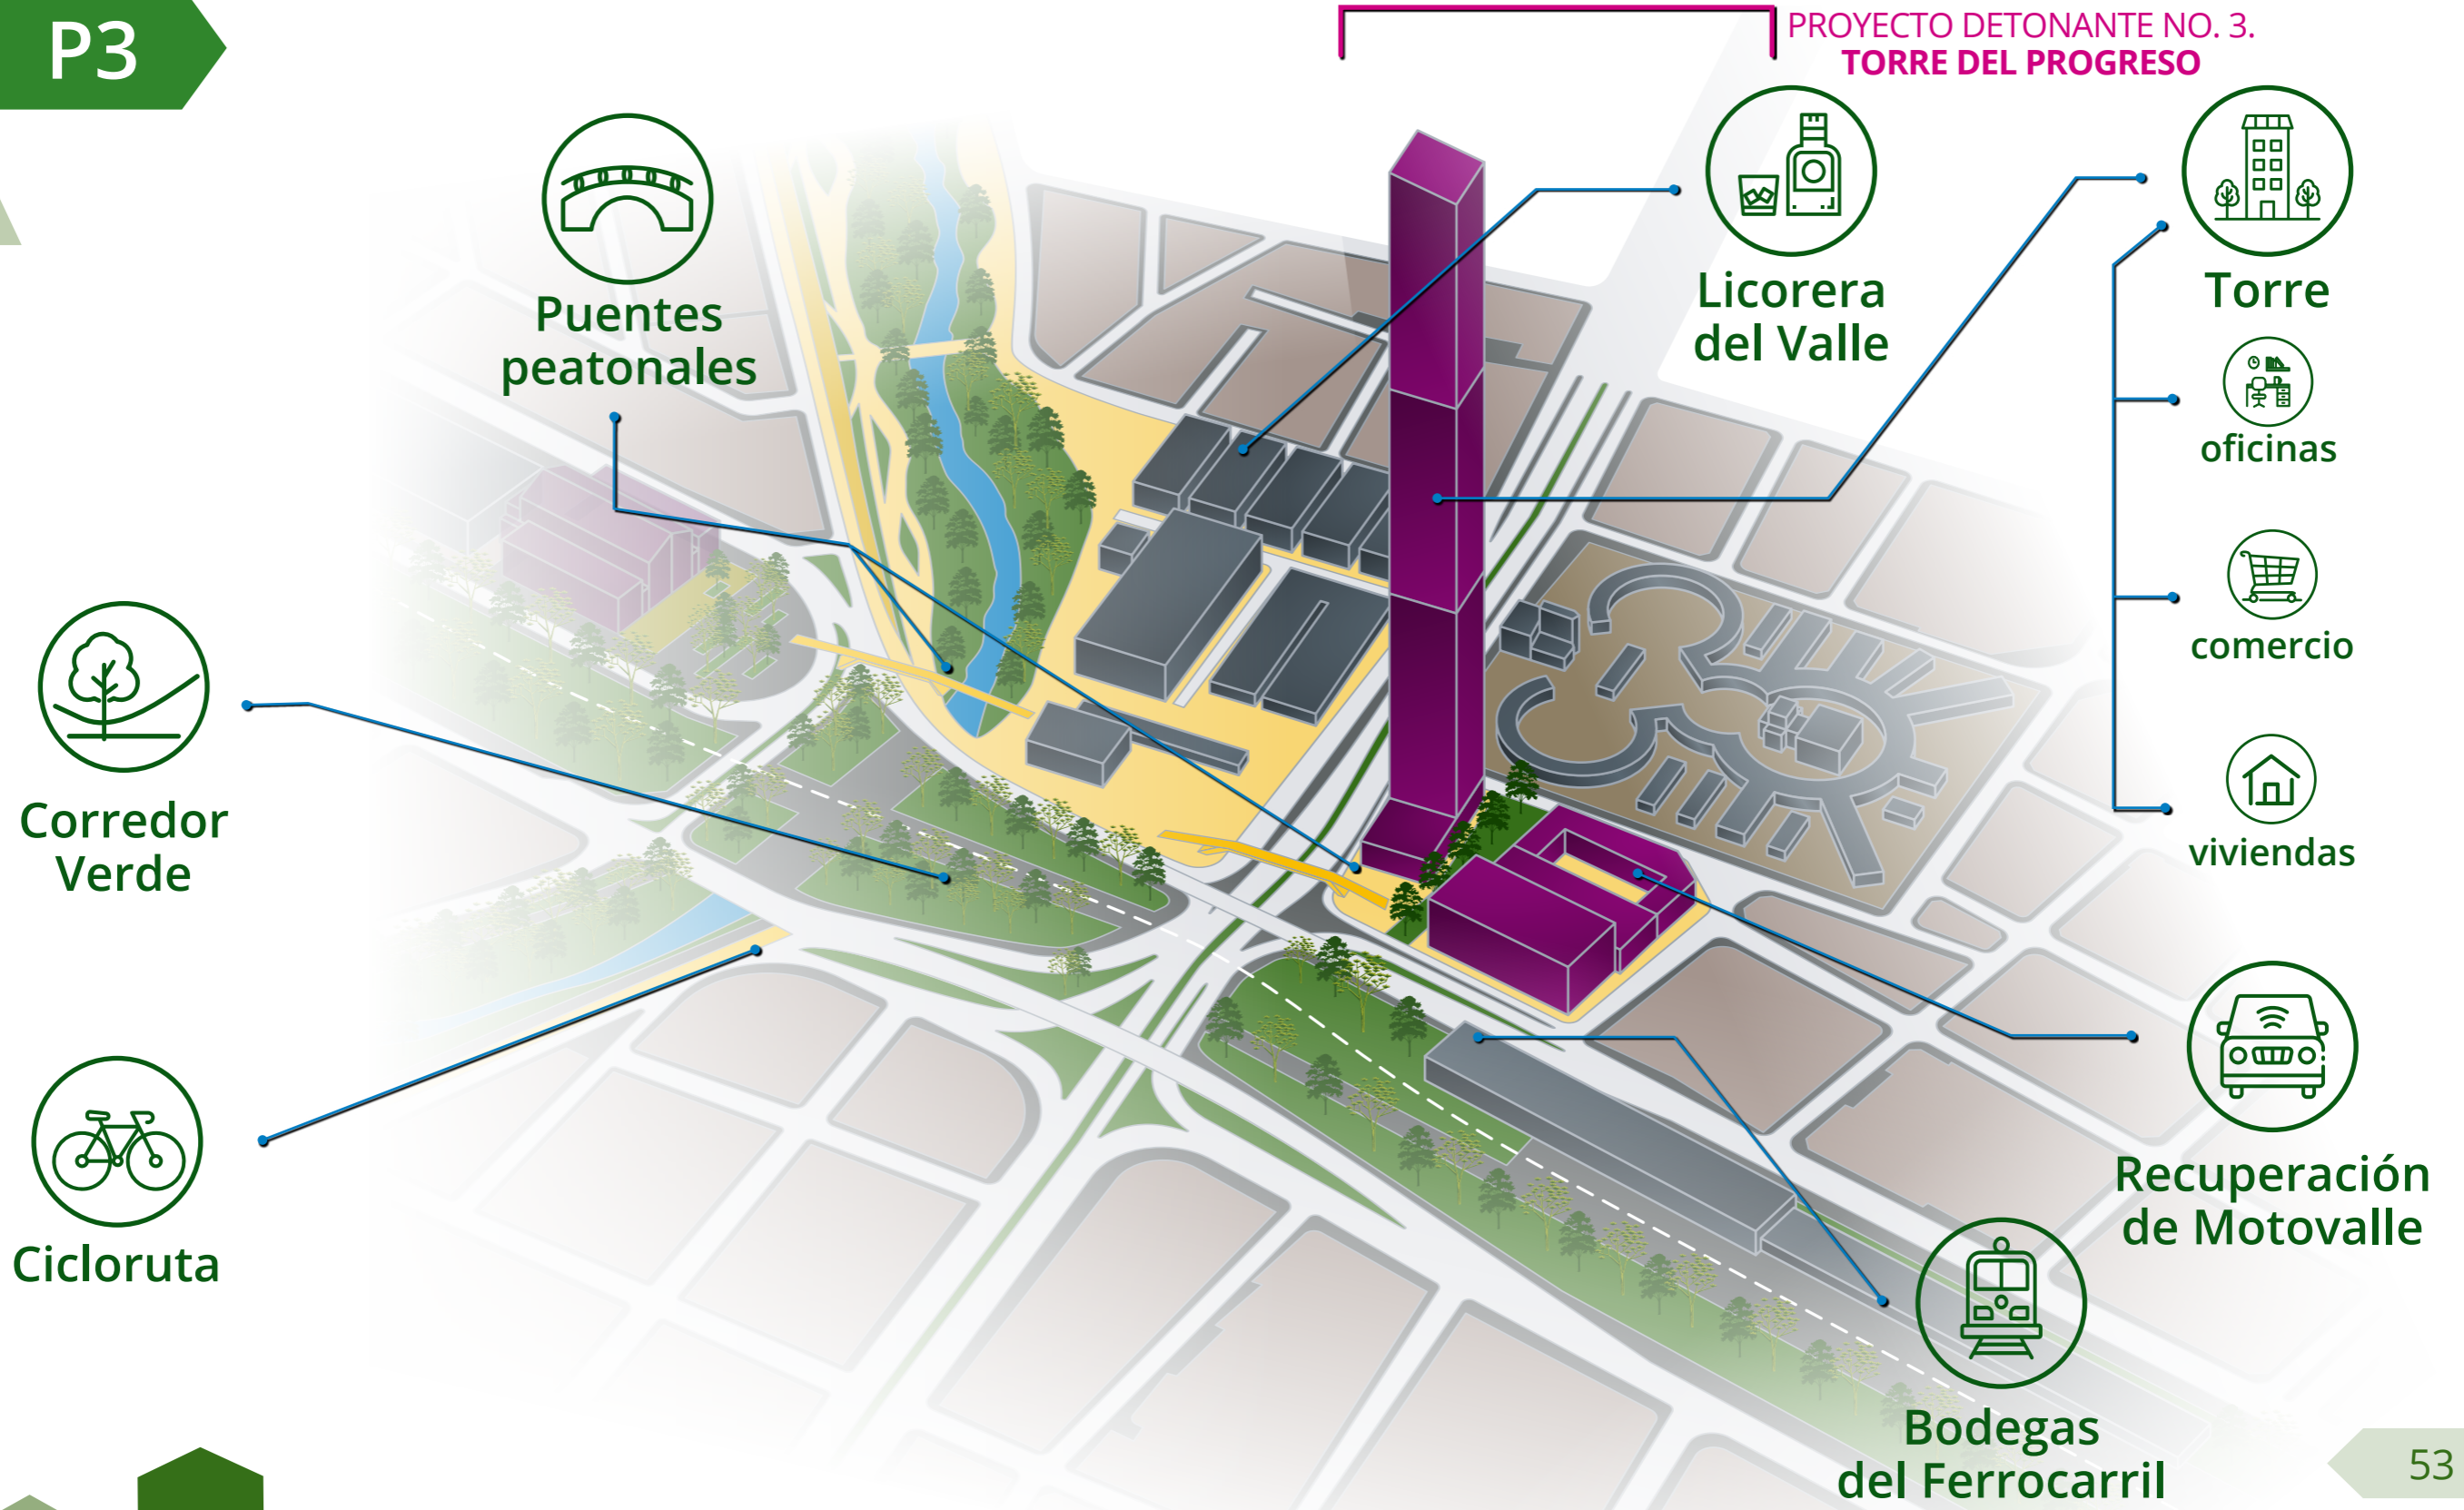 P3
PROYECTO DETONANTE NO. 3.
TORRE DEL PROGRESO
Puentes
peatonales
Licorera
del Valle
Torre
oficinas
comercio
viviendas
Corredor
Verde
Cicloruta
Recuperación
de Motovalle
Bodegas
del Ferrocarril
53